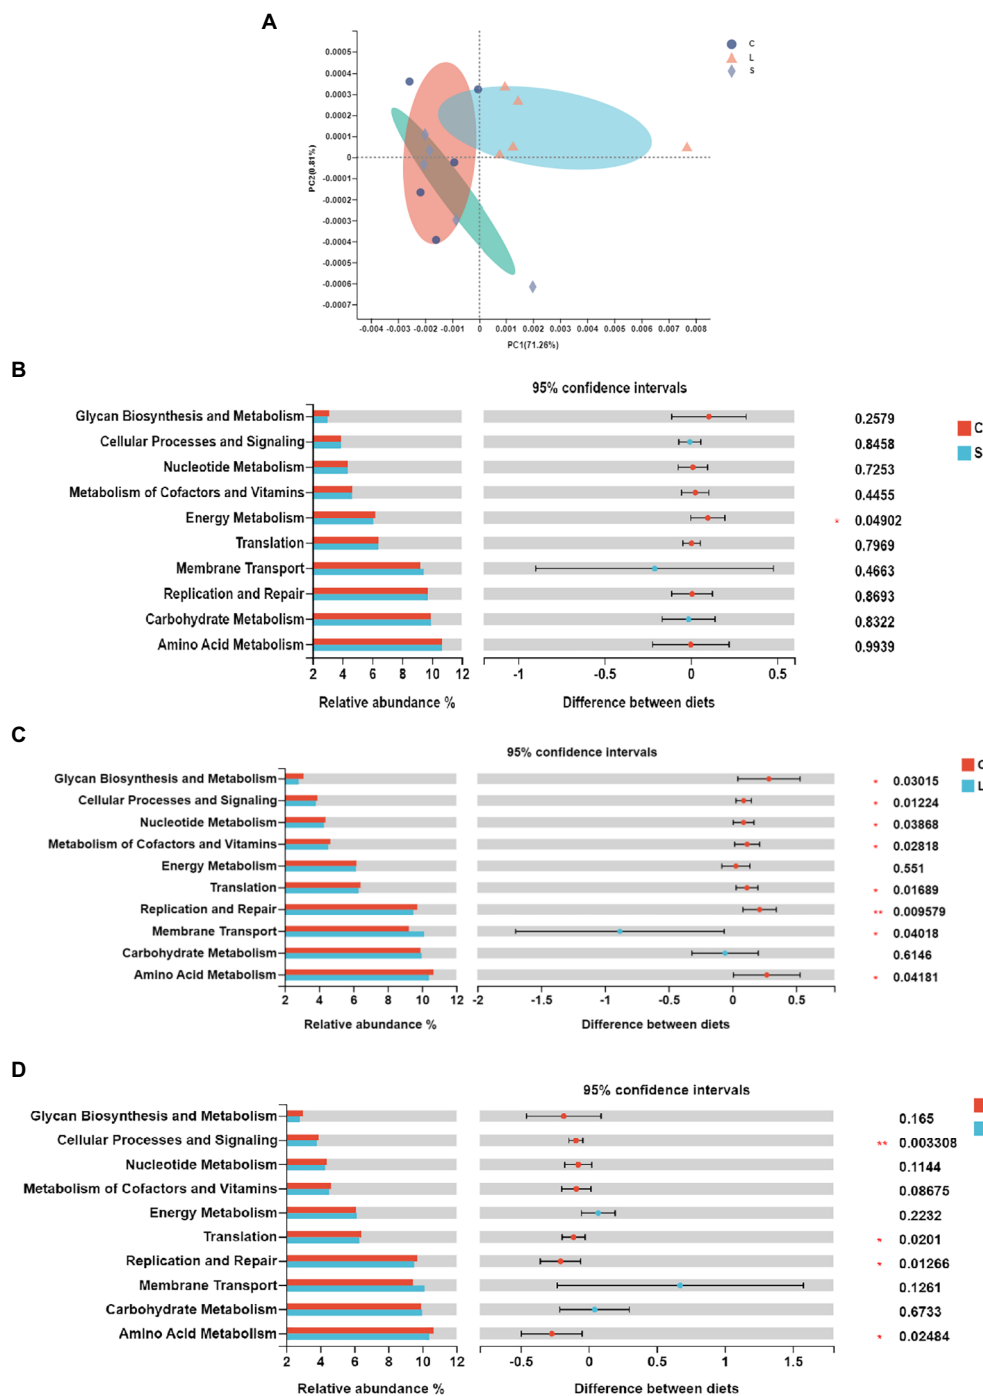 A
C
L
S
0.0005
0.0004
0.0003
0.0002
0.0001
0
-0.0001
-0.0002
-0.0003
-0.0004
-0.0005
-0.0006
-0.0007
PC2(0.81%)
-0.004 -0.003 -0.002 -0.001 0 0.001 0.002 0.003 0.004 0.005 0.006 0.007 0.008
PC1(71.26%)
B
95% confidence intervals
Glycan Biosynthesis and Metabolism 0.2579
Cellular Processes and Signaling 0.8458
Nucleotide Metabolism 0.7253
Metabolism of Cofactors and Vitamins 0.4455
Energy Metabolism * 0.04902
Translation 0.7969
Membrane Transport 0.4663
Replication and Repair 0.8693
Carbohydrate Metabolism 0.8322
Amino Acid Metabolism 0.9939
C
S
2 4 6 8 10 12 -1 -0.5 0 0.5
Relative abundance % Difference between diets
C
95% confidence intervals
Glycan Biosynthesis and Metabolism * 0.03015
Cellular Processes and Signaling * 0.01224
Nucleotide Metabolism * 0.03868
Metabolism of Cofactors and Vitamins * 0.02818
Energy Metabolism 0.551
Translation * 0.01689
Replication and Repair ** 0.009579
Membrane Transport * 0.04018
Carbohydrate Metabolism 0.6146
Amino Acid Metabolism * 0.04181
C
L
2 4 6 8 10 12 -2 -1.5 -1 -0.5 0 0.5
Relative abundance % Difference between diets
D
95% confidence intervals
Glycan Biosynthesis and Metabolism 0.165
Cellular Processes and Signaling ** 0.003308
Nucleotide Metabolism 0.1144
Metabolism of Cofactors and Vitamins 0.08675
Energy Metabolism 0.2232
Translation * 0.0201
Replication and Repair * 0.01266
Membrane Transport 0.1261
Carbohydrate Metabolism 0.6733
Amino Acid Metabolism * 0.02484
2 4 6 8 10 12 -0.5 0 0.5 1 1.5
Relative abundance % Difference between diets